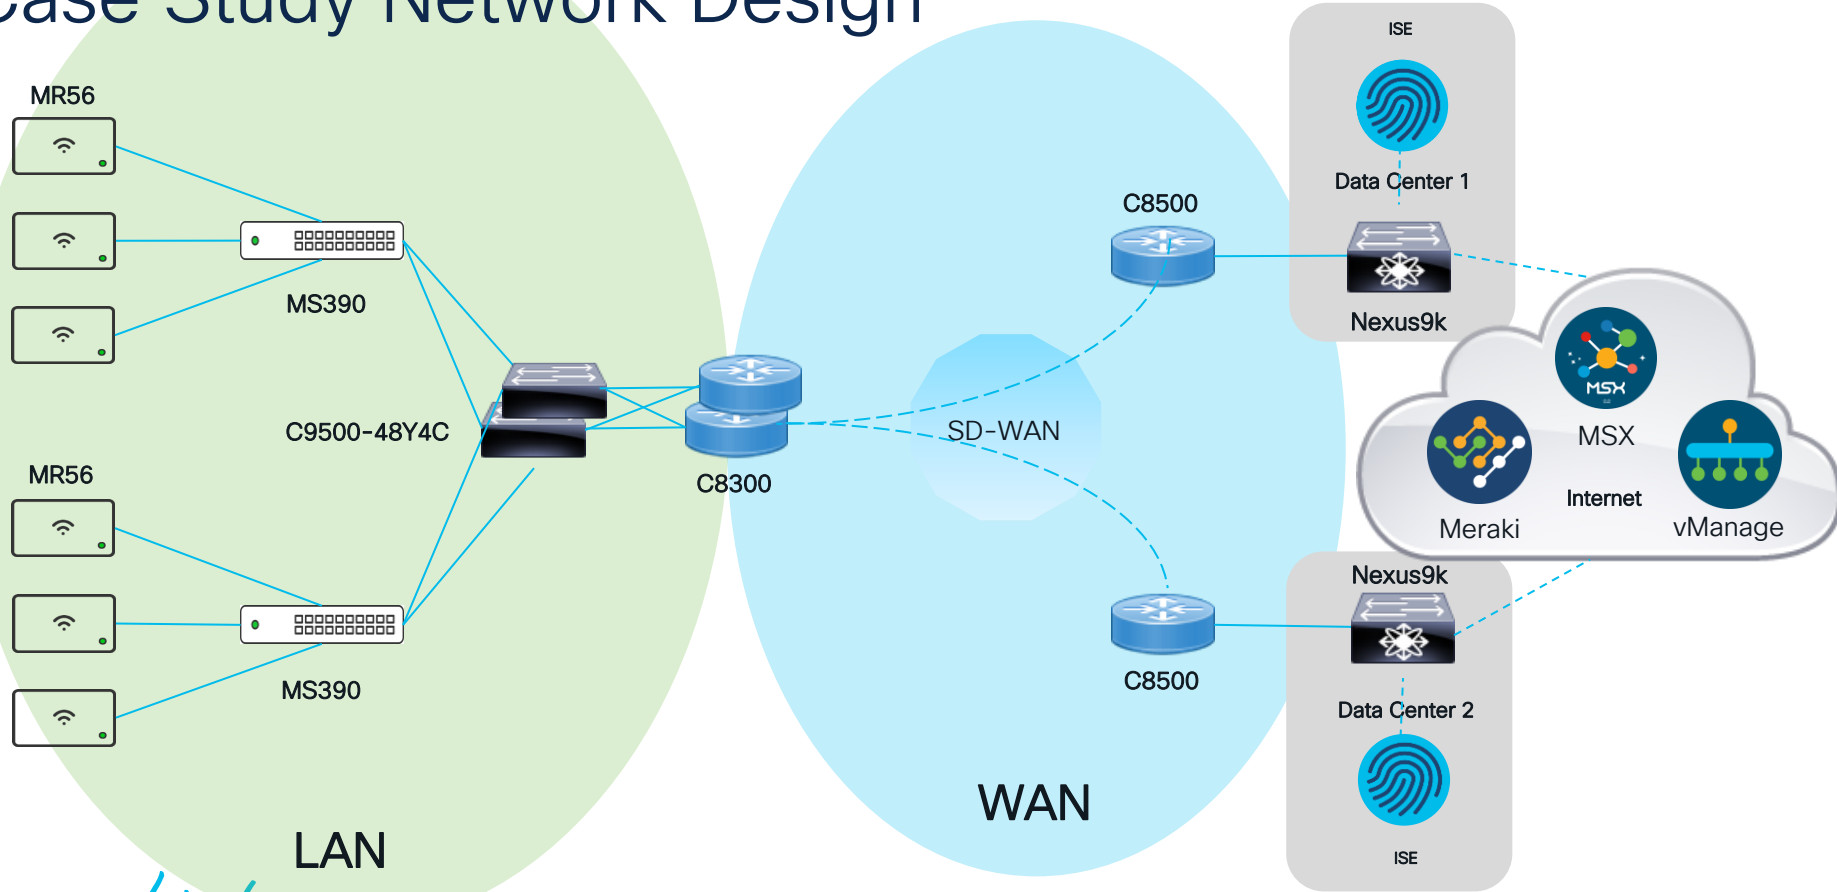 Case Study Network Design
MR56
MS390
C9500-48Y4C
MR56
MS390
LAN
C8300
SD-WAN
C8500
C8500
WAN
ISE
Data Center 1
Nexus9k
MSX
MSX
Meraki
Internet
vManage
Nexus9k
Data Center 2
ISE